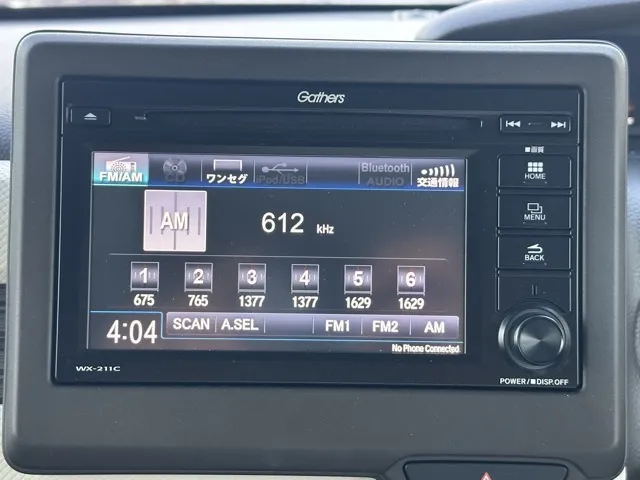 Gathers
■画質
FM/AM CD ワンセグ iPod/USB Bluetooth AUDIO 交通情報
HOME
AM 612 kHz
MENU
BACK
1 2 3 4 5 6
675 765 1377 1377 1629 1629
4:04 SCAN A.SEL FM1 FM2 AM
No Phone Connected
WX-211C
POWER/■DISP.OFF